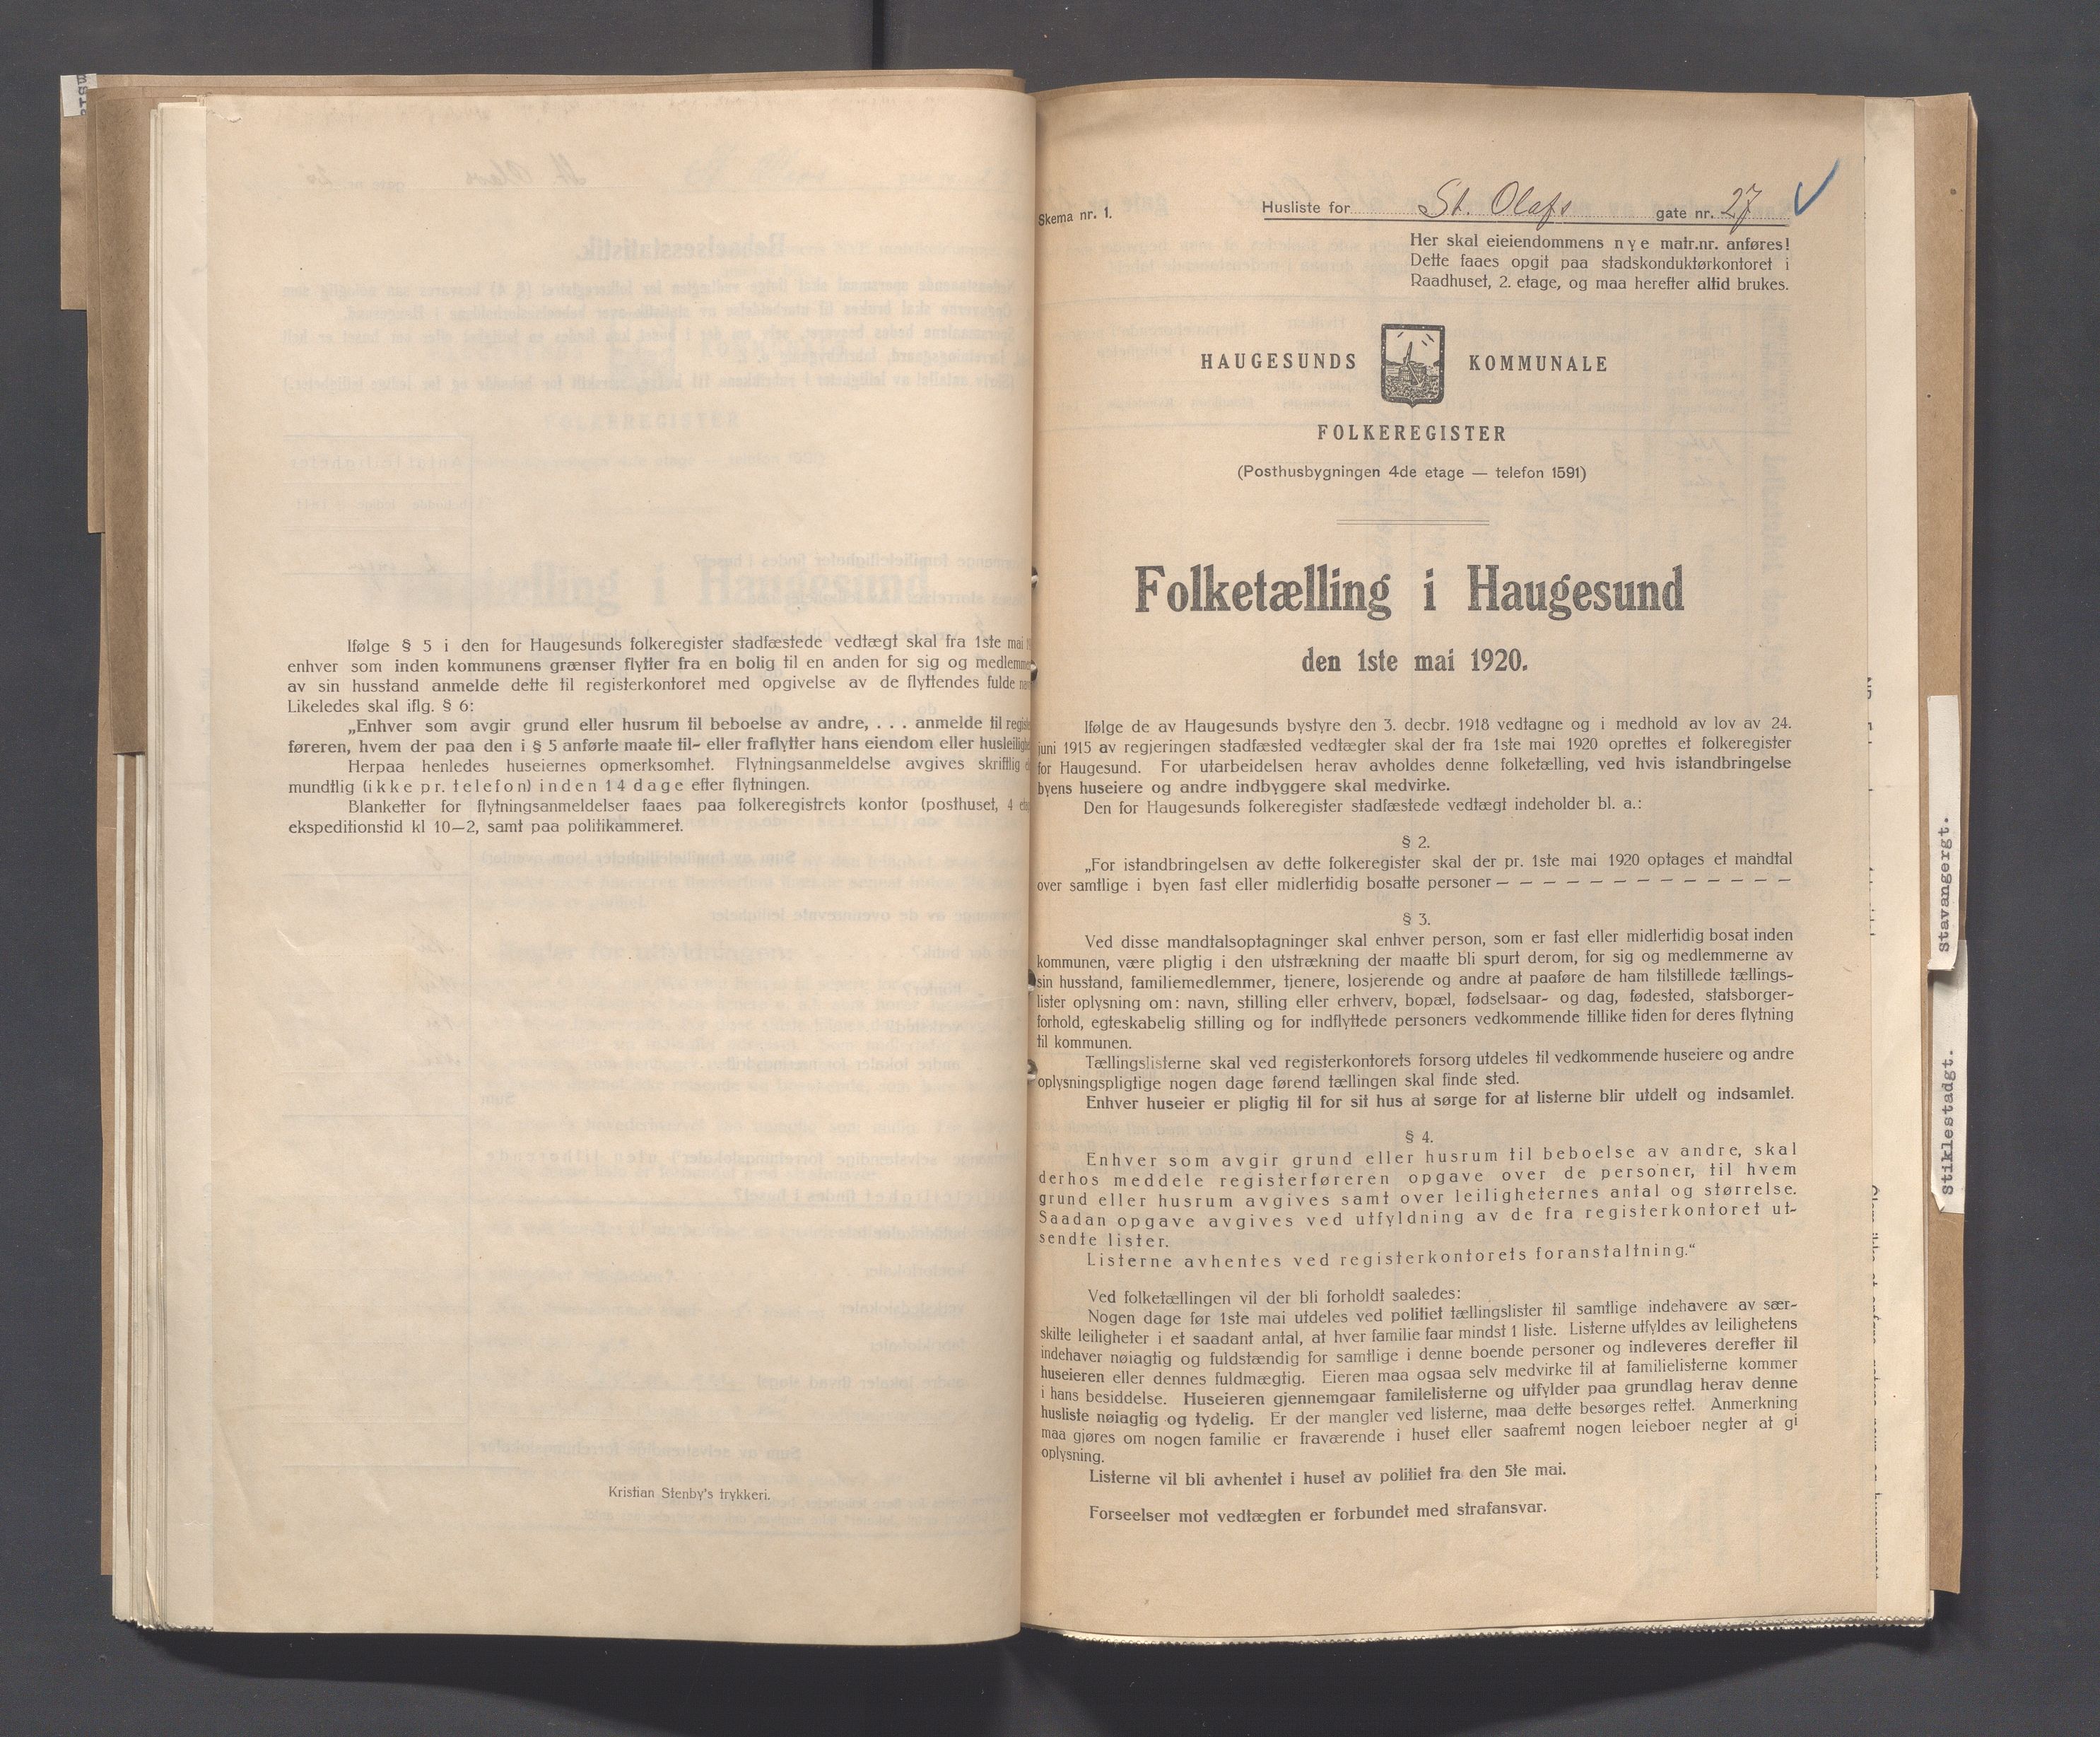 Ifølge § 5 i den for Haugesunds folkeregister stadfæstede vedtægt skal fra 1ste mai
enhver som inden kommunens grænser flytter fra en bolig til en anden for sig og
av sin husstand anmelde dette til registerkontoret med opgivelse av de flyttendes fulde
Likeledes skal iflg. § 6:
„Enhver som avgir grund eller husrum til beboelse av andre, . . . anmelde til
føreren, hvem der paa den i § 5 anførte maate til- eller fraflytter hans eiendom eller
Herpaa henledes huseiernes opmerksomhet. Flytningsanmeldelse avgives skriftlig
mundtlig (ikke pr. telefon) inden 14 dage efter flytningen.
Blanketter for flytningsanmeldelser faaes paa folkeregistrets kontor (posthuset, 4
ekspeditionstid kl 10—2, samt paa politikammeret.
Kristian Stenby's trykkeri.
Skema nr. 1.
Husliste for St. Olafs gate nr. 27
Her skal eieiendommens nye matr.nr. anføres!
Dette faaes opgit paa stadskonduktørkontoret i
Raadhuset, 2. etage, og maa herefter altid brukes.
HAUGESUNDS KOMMUNALE
FOLKEREGISTER
(Posthusbygningen 4de etage — telefon 1591)
Folketælling i Haugesund
den 1ste mai 1920.
Ifølge de av Haugesunds bystyre den 3. decbr. 1918 vedtagne og i medhold av lov av 24.
juni 1915 av regjeringen stadfæsted vedtægter skal der fra 1ste mai 1920 oprettes et folkeregister
for Haugesund. For utarbeidelsen herav avholdes denne folketælling, ved hvis istandbringelse
byens huseiere og andre indbyggere skal medvirke.
Den for Haugesunds folkeregister stadfæstede vedtægt indeholder bl. a.:
§ 2.
„For istandbringelsen av dette folkeregister skal der pr. 1ste mai 1920 optages et mandtal
over samtlige i byen fast eller midlertidig bosatte personer — — — — — — — — — — — — —
§ 3.
Ved disse mandtalsoptagninger skal enhver person, som er fast eller midlertidig bosat inden
kommunen, være pligtig i den utstrækning der maatte bli spurt derom, for sig og medlemmerne av
sin husstand, familiemedlemmer, tjenere, losjerende og andre at paaføre de ham tilstillede tællings-
lister oplysning om: navn, stilling eller erhverv, bopæl, fødselsaar- og dag, fødested, statsborger-
forhold, egteskabelig stilling og for indflyttede personers vedkommende tillike tiden for deres flytning
til kommunen.
Tællingslisterne skal ved registerkontorets forsorg utdeles til vedkommende huseiere og andre
oplysningspligtige nogen dage førend tællingen skal finde sted.
Enhver huseier er pligtig til for sit hus at sørge for at listerne blir utdelt og indsamlet.
§ 4.
Enhver som avgir grund eller husrum til beboelse av andre, skal
derhos meddele registerføreren opgave over de personer, til hvem
grund eller husrum avgives samt over leiligheternes antal og størrelse.
Saadan opgave avgives ved utfyldning av de fra registerkontoret ut-
sendte lister.
Listerne avhentes ved registerkontorets foranstaltning.“
Ved folketællingen vil der bli forholdt saaledes:
Nogen dage før 1ste mai utdeles ved politiet tællingslister til samtlige indehavere av sær-
skilte leiligheter i et saadant antal, at hver familie faar mindst 1 liste. Listerne utfyldes av leilighetens
indehaver nøiagtig og fuldstændig for samtlige i denne boende personer og indleveres derefter til
huseieren eller dennes fuldmægtig. Eieren maa ogsaa selv medvirke til at familielisterne kommer
i hans besiddelse. Huseieren gjennemgaar familelisterne og utfylder paa grundlag herav denne
husliste nøiagtig og tydelig. Er der mangler ved listerne, maa dette besørges rettet. Anmerkning
maa gjøres om nogen familie er fraværende i huset eller saafremt nogen leieboer negter at gi
oplysning.
Listerne vil bli avhentet i huset av politiet fra den 5te mai.
Forseelser mot vedtægten er forbundet med strafansvar.
Stavangergt.
Stiklestadgt.